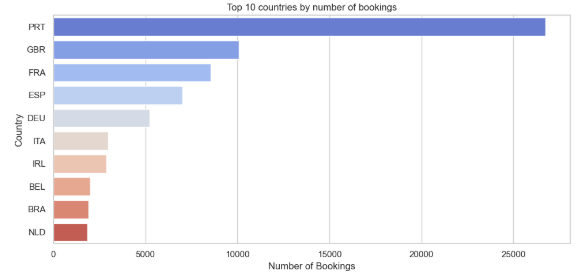 Top 10 countries by number of bookings
PRT
GBR
FRA
ESP
DEU
ITA
IRL
BEL
BRA
NLD
Country
0 5000 10000 15000 20000 25000
Number of Bookings